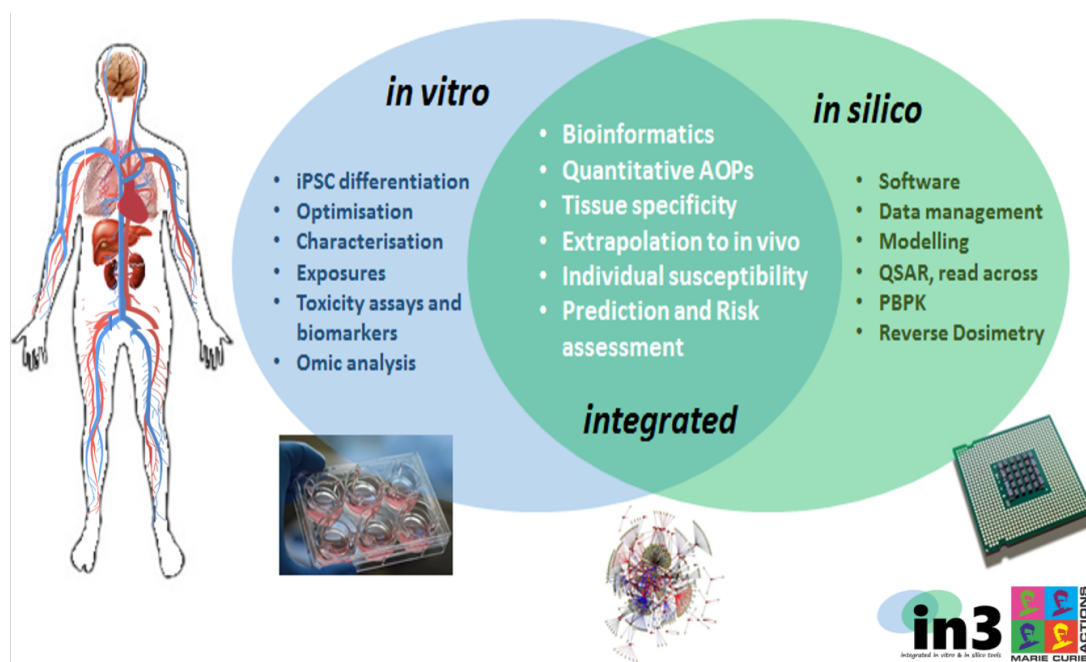 in vitro
• iPSC differentiation
• Optimisation
• Characterisation
• Exposures
• Toxicity assays and
biomarkers
• Omic analysis
• Bioinformatics
• Quantitative AOPs
• Tissue specificity
• Extrapolation to in vivo
• Individual susceptibility
• Prediction and Risk
assessment
integrated
in silico
• Software
• Data management
• Modelling
• QSAR, read across
• PBPK
• Reverse Dosimetry
in3
integrated in vitro & in silico tools
MARIE CURIE
ACTIONS